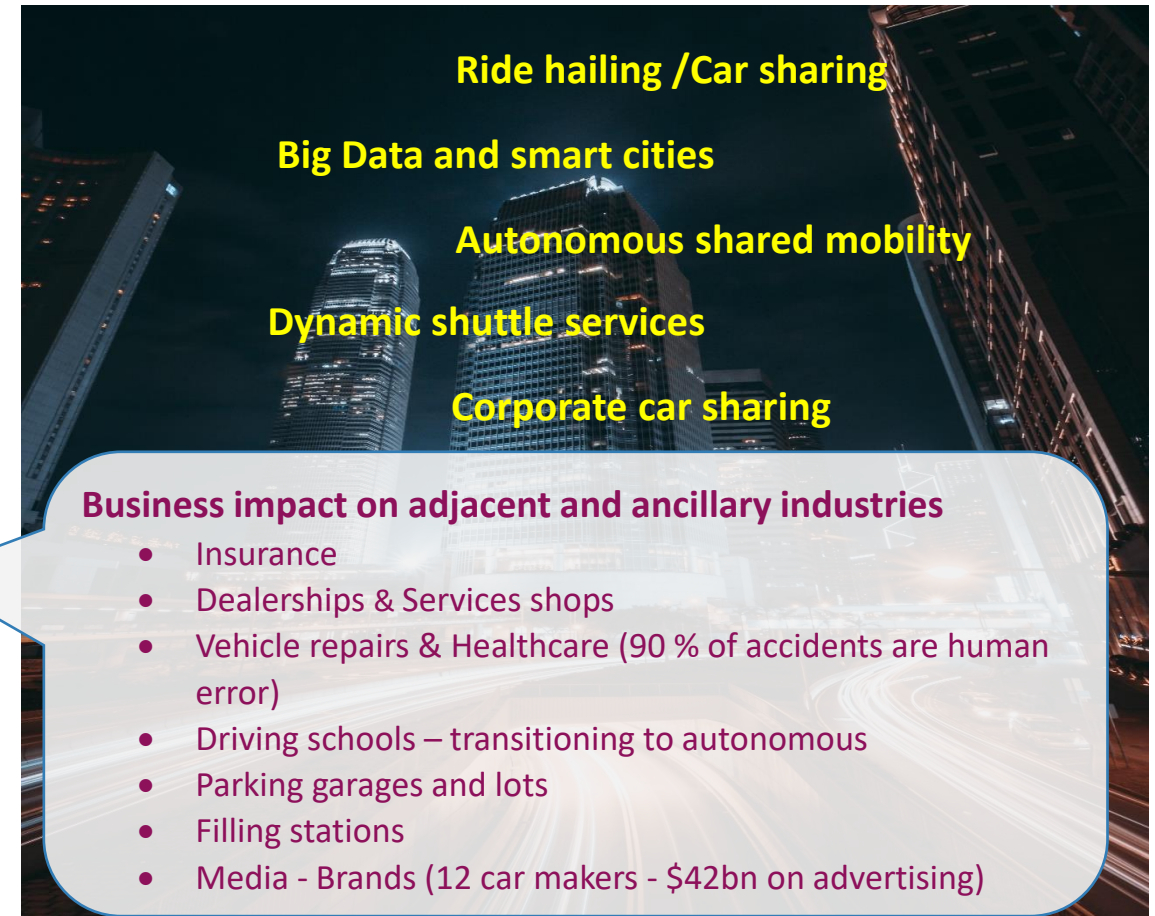 Ride hailing /Car sharing
Big Data and smart cities
Autonomous shared mobility
Dynamic shuttle services
Corporate car sharing
Business impact on adjacent and ancillary industries
• Insurance
• Dealerships & Services shops
• Vehicle repairs & Healthcare (90 % of accidents are human
error)
• Driving schools – transitioning to autonomous
• Parking garages and lots
• Filling stations
• Media - Brands (12 car makers - $42bn on advertising)